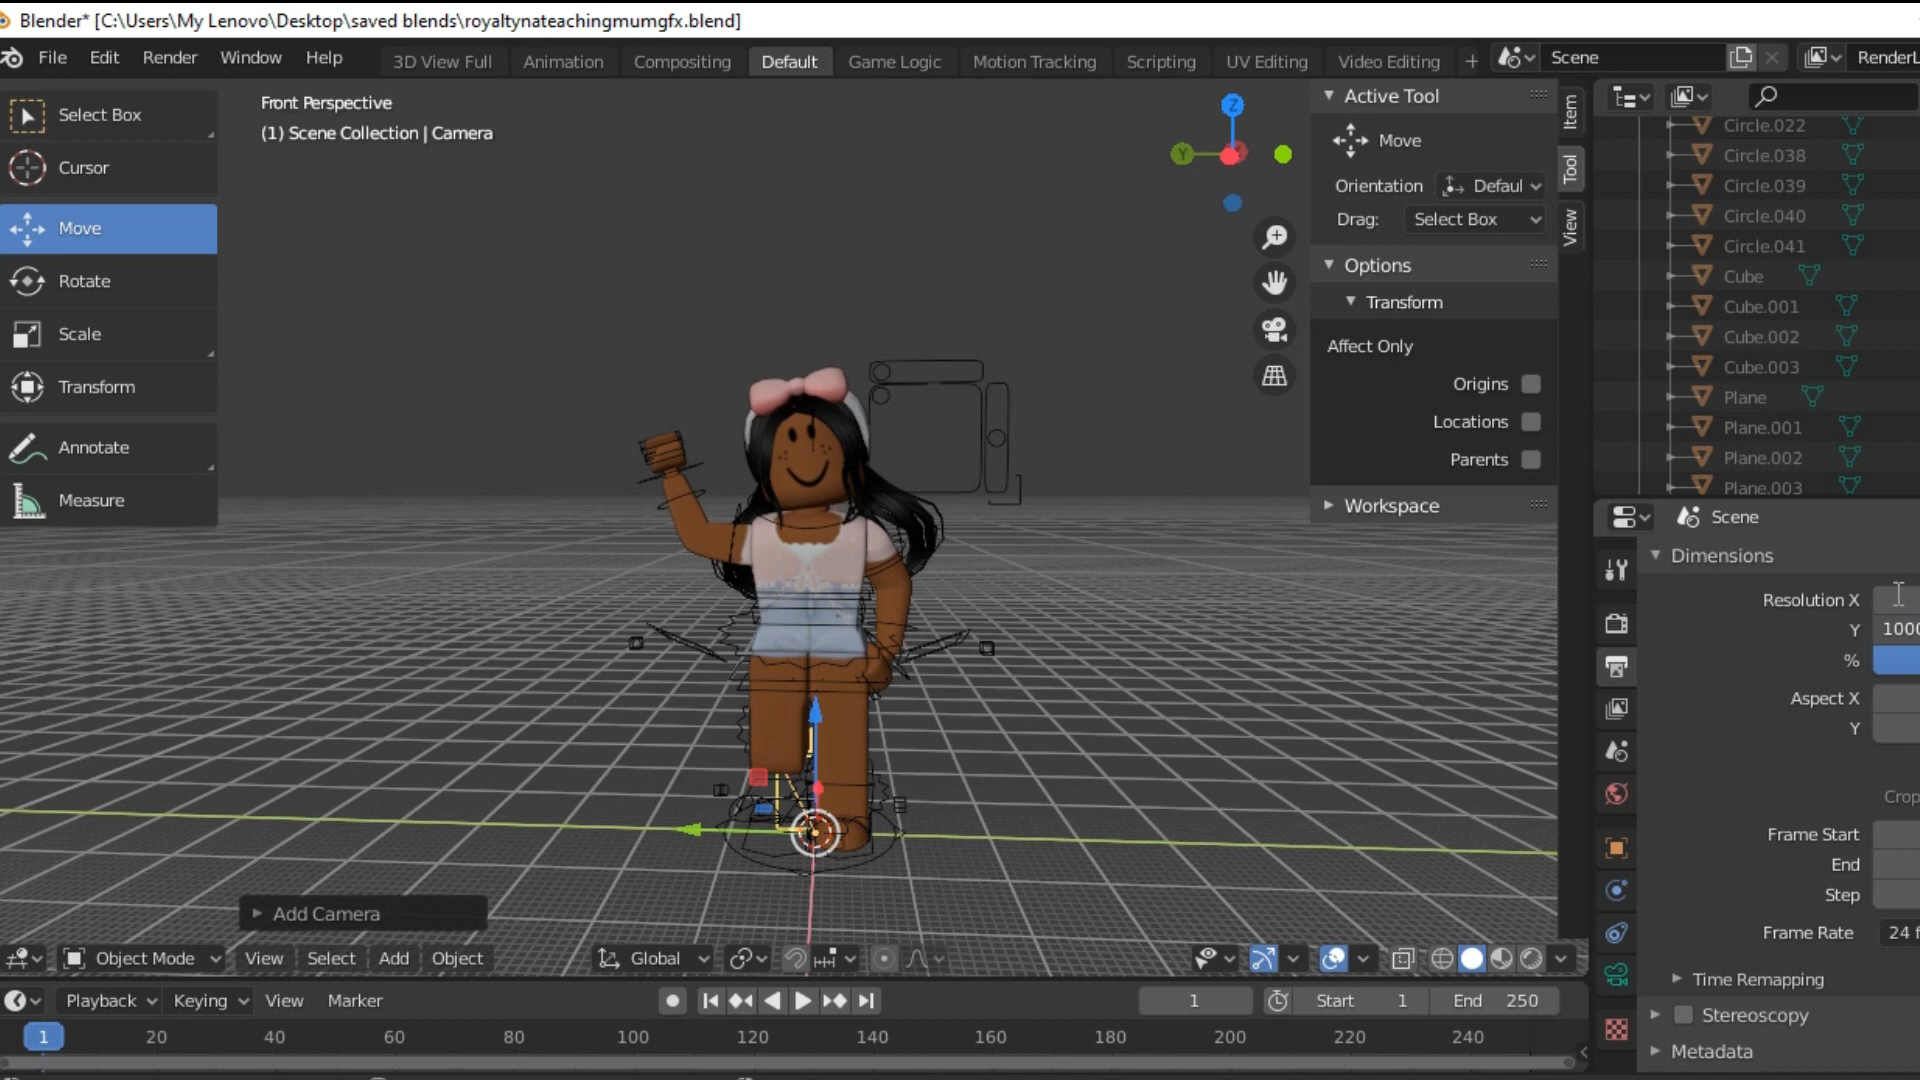 Blender* [C:\Users\My Lenovo\Desktop\saved blends\royaltynateachingmumgfx.blend]
File Edit Render Window Help 3D View Full Animation Compositing Default Game Logic Motion Tracking Scripting UV Editing Video Editing + Scene RenderL
Select Box
Cursor
Move
Rotate
Scale
Transform
Annotate
Measure
Front Perspective
(1) Scene Collection | Camera
Z
Y
Active Tool
Move
Orientation Defaul
Drag: Select Box
Options
Transform
Affect Only
Origins
Locations
Parents
Workspace
Item
Tool
View
Circle.022
Circle.038
Circle.039
Circle.040
Circle.041
Cube
Cube.001
Cube.002
Cube.003
Plane
Plane.001
Plane.002
Plane.003
Scene
Dimensions
Resolution X
Y 1000
%
Aspect X
Y
Crop
Frame Start
End
Step
Frame Rate 24 f
Time Remapping
Stereoscopy
Metadata
Add Camera
Object Mode View Select Add Object Global
Playback Keying View Marker 1 Start 1 End 250
1 20 40 60 80 100 120 140 160 180 200 220 240